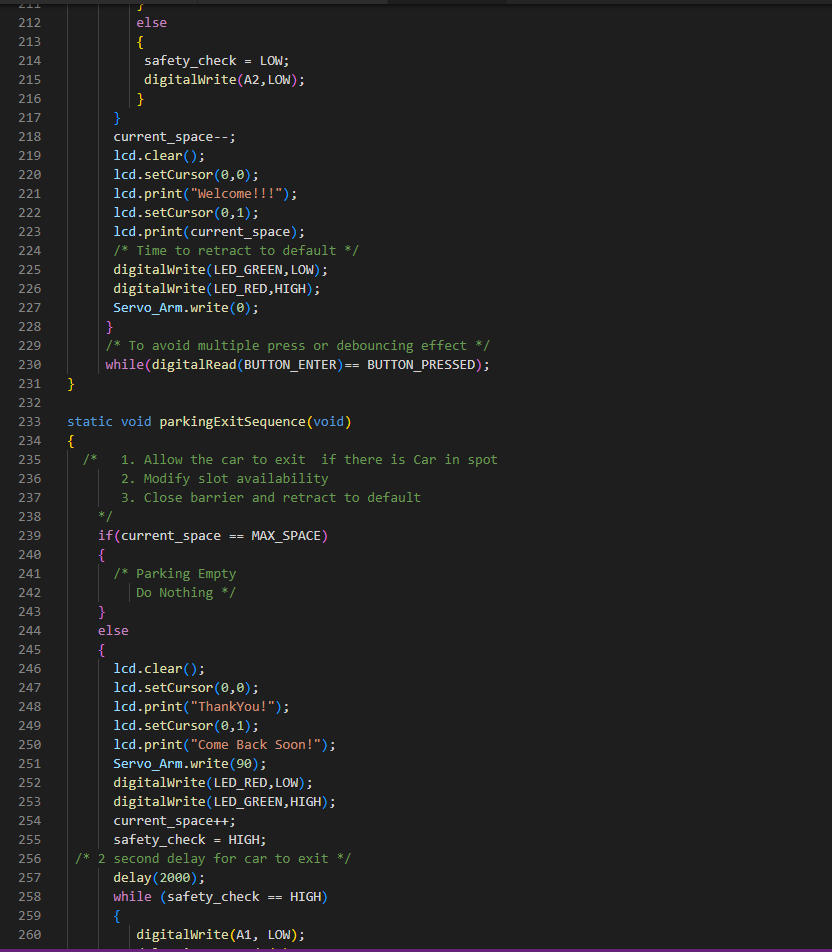 211 }
212 else
213 {
214 safety_check = LOW;
215 digitalWrite(A2,LOW);
216 }
217 }
218 current_space--;
219 lcd.clear();
220 lcd.setCursor(0,0);
221 lcd.print("Welcome!!!");
222 lcd.setCursor(0,1);
223 lcd.print(current_space);
224 /* Time to retract to default */
225 digitalWrite(LED_GREEN,LOW);
226 digitalWrite(LED_RED,HIGH);
227 Servo_Arm.write(0);
228 }
229 /* To avoid multiple press or debouncing effect */
230 while(digitalRead(BUTTON_ENTER)== BUTTON_PRESSED);
231 }
232
233 static void parkingExitSequence(void)
234 {
235 /* 1. Allow the car to exit  if there is Car in spot
236 2. Modify slot availability
237 3. Close barrier and retract to default
238 */
239 if(current_space == MAX_SPACE)
240 {
241 /* Parking Empty
242 Do Nothing */
243 }
244 else
245 {
246 lcd.clear();
247 lcd.setCursor(0,0);
248 lcd.print("ThankYou!");
249 lcd.setCursor(0,1);
250 lcd.print("Come Back Soon!");
251 Servo_Arm.write(90);
252 digitalWrite(LED_RED,LOW);
253 digitalWrite(LED_GREEN,HIGH);
254 current_space++;
255 safety_check = HIGH;
256 /* 2 second delay for car to exit */
257 delay(2000);
258 while (safety_check == HIGH)
259 {
260 digitalWrite(A1, LOW);